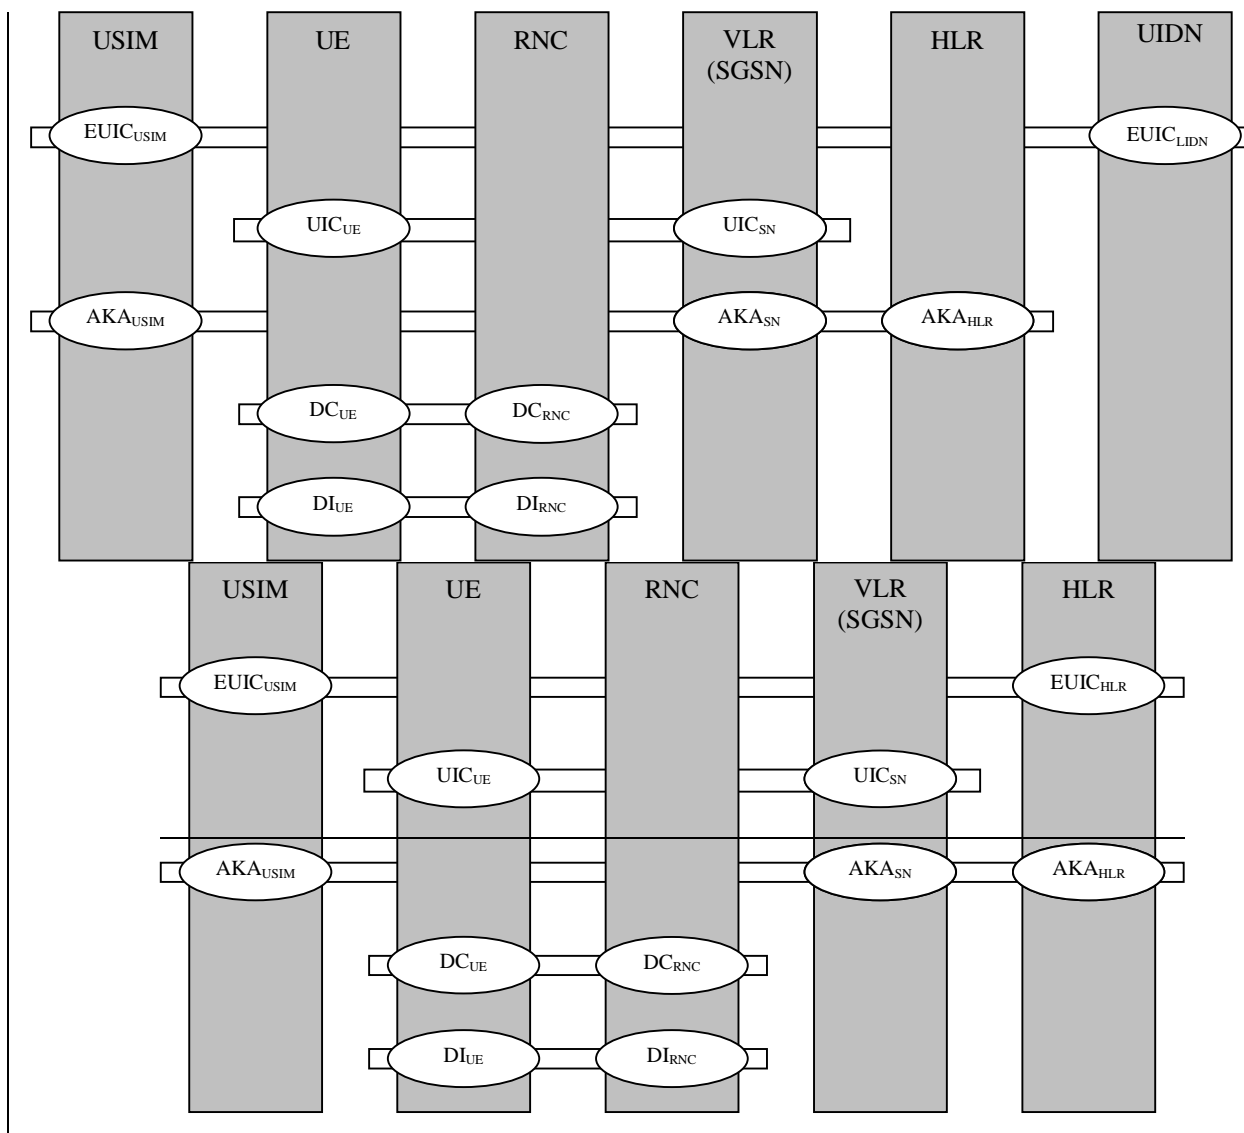 USIM UE RNC VLR HLR UIDN
(SGSN)
EUICUSIM EUICLIDN
UICUE UICSN
AKAUSIM AKASN AKAHLR
DCUE DCRNC
DIUE DIRNC
USIM UE RNC VLR HLR
(SGSN)
EUICUSIM EUICHLR
UICUE UICSN
AKAUSIM AKASN AKAHLR
DCUE DCRNC
DIUE DIRNC